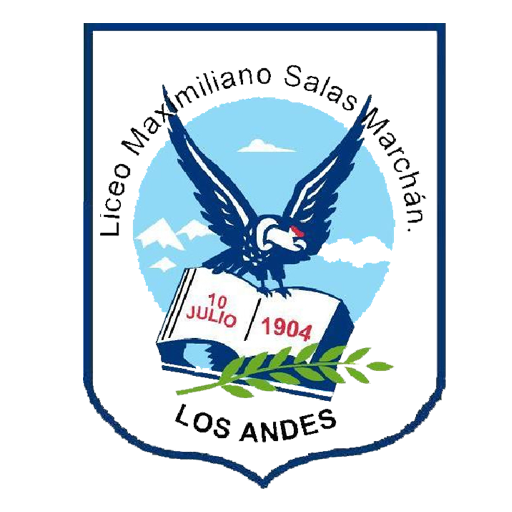 Liceo Maximiliano Salas Marchán.
10
JULIO
1904
LOS ANDES